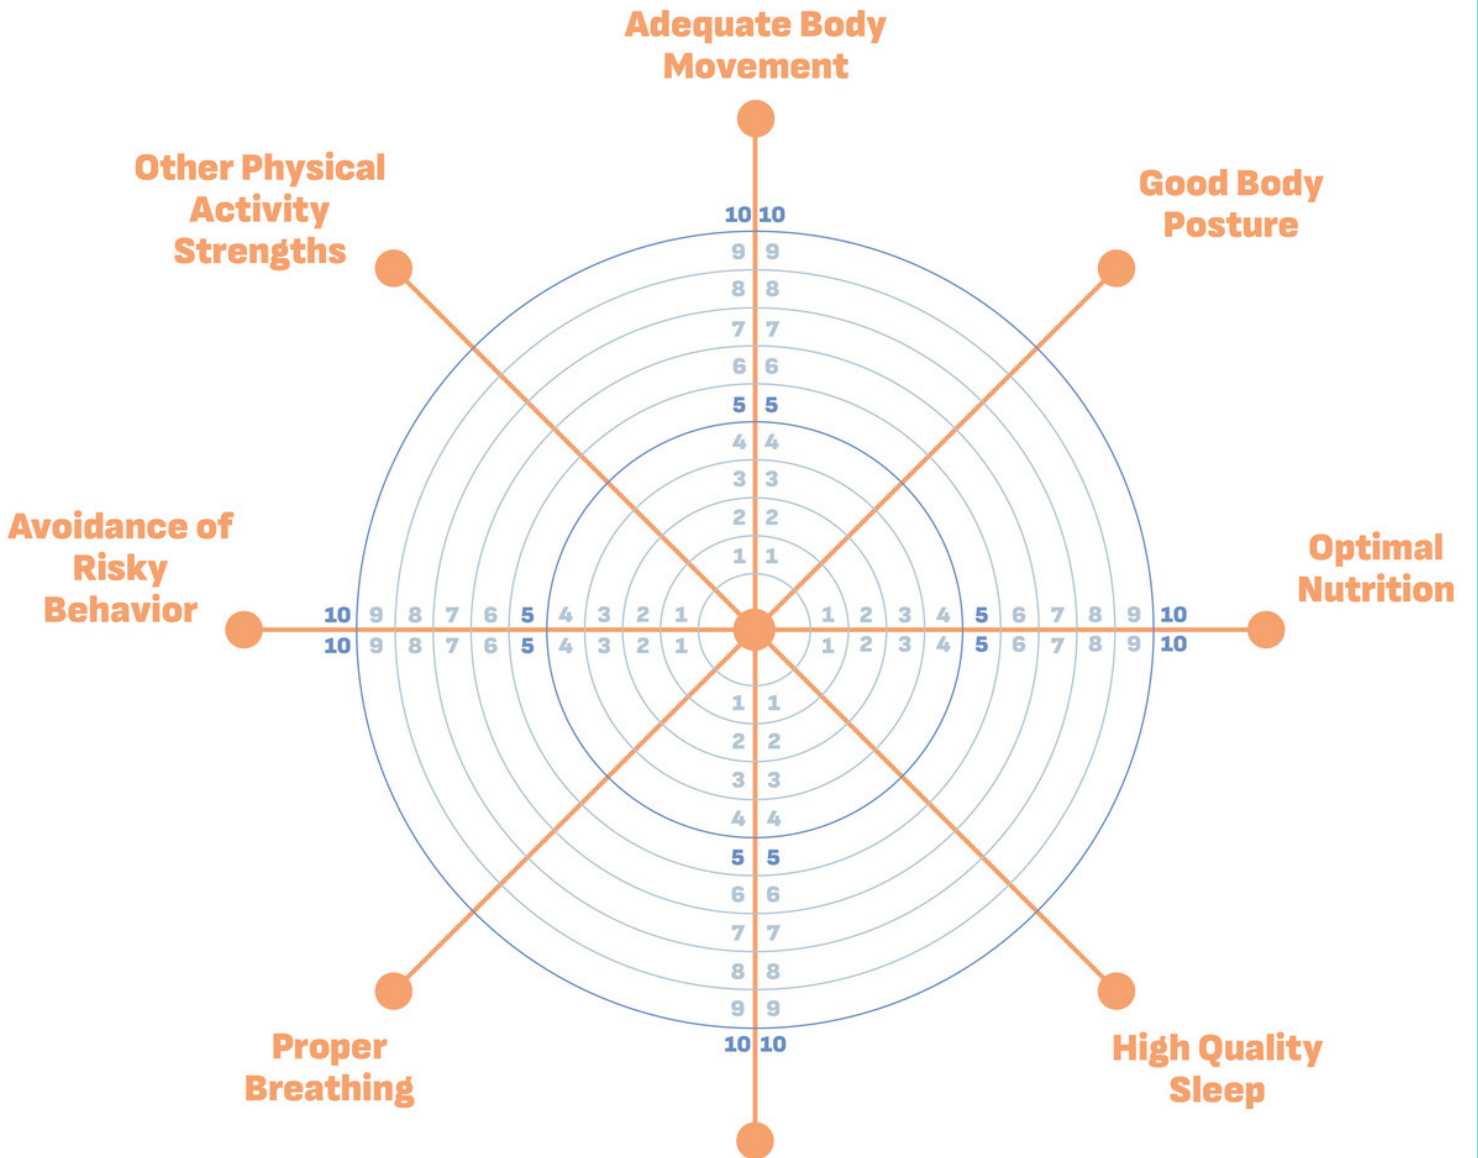 Adequate Body
Movement
Other Physical
Activity
Strengths
Good Body
Posture
10 10
9 9
8 8
7 7
6 6
5 5
4 4
3 3
2 2
1 1
Avoidance of
Risky
Behavior
Optimal
Nutrition
10 9 8 7 6 5 4 3 2 1 1 2 3 4 5 6 7 8 9 10
10 9 8 7 6 5 4 3 2 1 1 2 3 4 5 6 7 8 9 10
1 1
2 2
3 3
4 4
5 5
6 6
7 7
8 8
9 9
10 10
Proper
Breathing
High Quality
Sleep